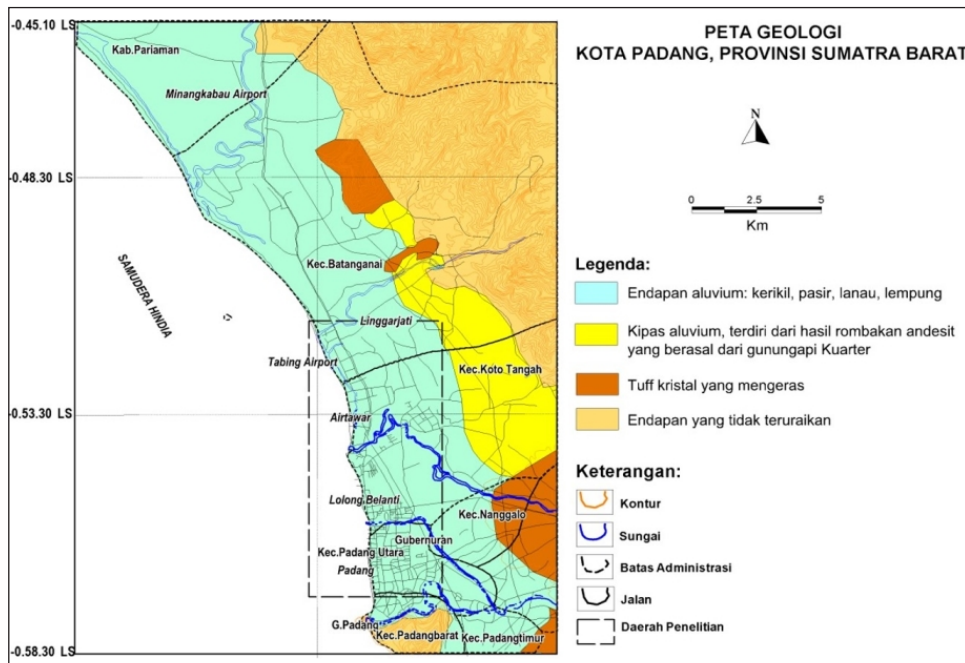 PETA GEOLOGI
KOTA PADANG, PROVINSI SUMATRA BARAT
N
0 2.5 5
Km
Legenda:
Endapan aluvium: kerikil, pasir, lanau, lempung
Kipas aluvium, terdiri dari hasil rombakan andesit
yang berasal dari gunungapi Kuarter
Tuff kristal yang mengeras
Endapan yang tidak teruraikan
Keterangan:
Kontur
Sungai
Batas Administrasi
Jalan
Daerah Penelitian
-0.45.10 LS
-0.48.30 LS
-0.53.30 LS
-0.58.30 LS
Kab.Pariaman
Minangkabau Airport
Kec.Batanganai
SAMUDERA HINDIA
Linggarjati
Tabing Airport
Kec.Koto Tangah
Airtawar
Lolong Belanti
Kec.Nanggalo
Gubernuran
Kec.Padang Utara
Padang
G.Padang
Kec.Padangbarat
Kec.Padangtimur